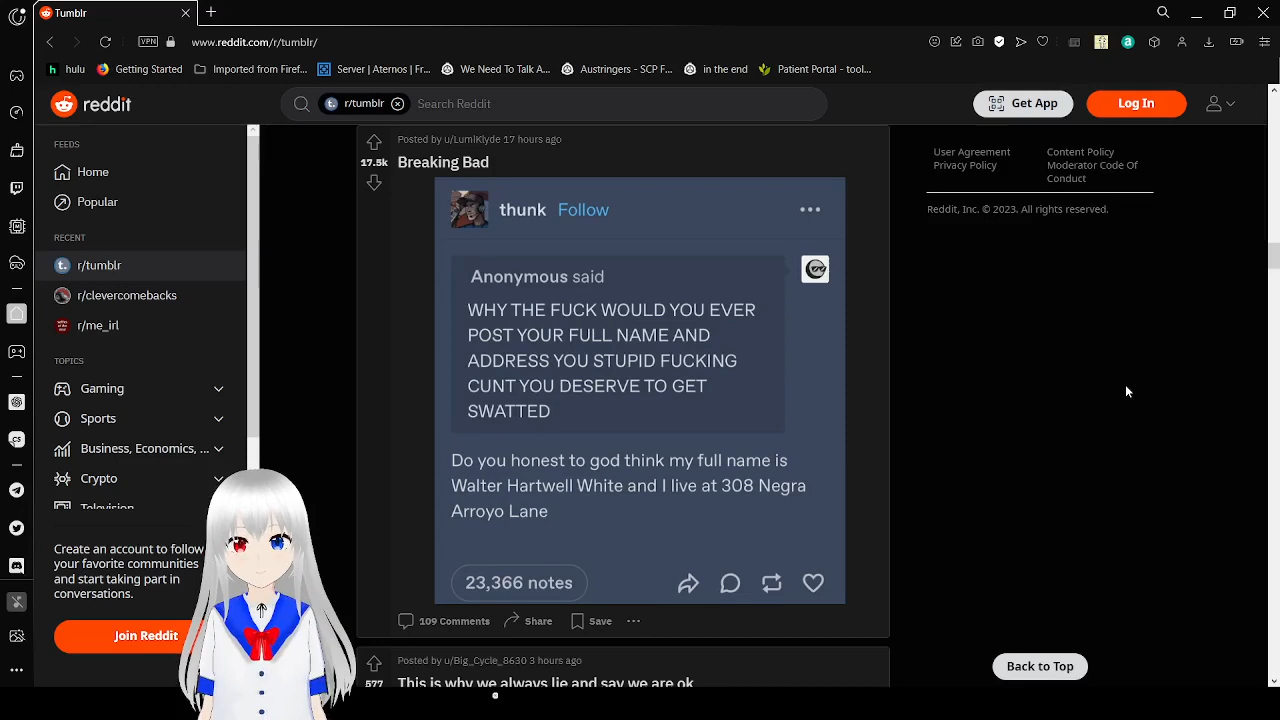 Tumblr
VPN
www.reddit.com/r/tumblr/
h hulu
Getting Started
Imported from Firef...
Server | Aternos | Fr...
We Need To Talk A...
Austringers - SCP F...
in the end
Patient Portal - tool...
reddit
r/tumblr
Search Reddit
Get App
Log In
FEEDS
Home
Popular
RECENT
r/tumblr
r/clevercomebacks
r/me_irl
TOPICS
Gaming
Sports
Business, Economics, ...
Crypto
Television
Create an account to follow
your favorite communities
and start taking part in
conversations.
Join Reddit
Posted by u/LumlKlyde 17 hours ago
17.5k
Breaking Bad
thunk Follow
Anonymous said
WHY THE FUCK WOULD YOU EVER
POST YOUR FULL NAME AND
ADDRESS YOU STUPID FUCKING
CUNT YOU DESERVE TO GET
SWATTED
Do you honest to god think my full name is
Walter Hartwell White and I live at 308 Negra
Arroyo Lane
23,366 notes
109 Comments
Share
Save
Posted by u/Big_Cycle_8630 3 hours ago
577
This is why we always lie and say we are ok
User Agreement
Privacy Policy
Content Policy
Moderator Code Of
Conduct
Reddit, Inc. © 2023. All rights reserved.
Back to Top